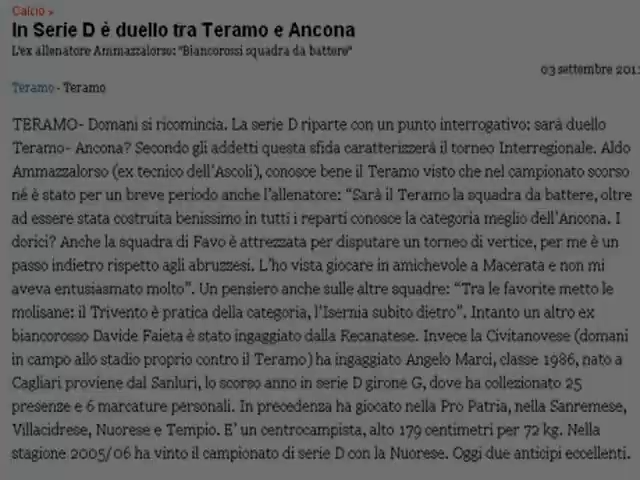 Calcio »
In Serie D è duello tra Teramo e Ancona
L'ex allenatore Ammazzalorso: "Biancorossi squadra da battere"
03 settembre 201
Teramo - Teramo
TERAMO- Domani si ricomincia. La serie D riparte con un punto interrogativo: sarà duello
Teramo- Ancona? Secondo gli addetti questa sfida caratterizzerà il torneo Interregionale. Aldo
Ammazzalorso (ex tecnico dell'Ascoli), conosce bene il Teramo visto che nel campionato scorso
né è stato per un breve periodo anche l'allenatore: “Sarà il Teramo la squadra da battere, oltre
ad essere stata costruita benissimo in tutti i reparti conosce la categoria meglio dell'Ancona. I
dorici? Anche la squadra di Favo è attrezzata per disputare un torneo di vertice, per me è un
passo indietro rispetto agli abruzzesi. L'ho vista giocare in amichevole a Macerata e non mi
aveva entusiasmato molto”. Un pensiero anche sulle altre squadre: “Tra le favorite metto le
molisane: il Trivento è pratica della categoria, l'Isernia subito dietro”. Intanto un altro ex
biancorosso Davide Faieta è stato ingaggiato dalla Recanatese. Invece la Civitanovese (domani
in campo allo stadio proprio contro il Teramo) ha ingaggiato Angelo Marci, classe 1986, nato a
Cagliari proviene dal Sanluri, lo scorso anno in serie D girone G, dove ha collezionato 25
presenze e 6 marcature personali. In precedenza ha giocato nella Pro Patria, nella Sanremese,
Villacidrese, Nuorese e Tempio. E' un centrocampista, alto 179 centimetri per 72 kg. Nella
stagione 2005/06 ha vinto il campionato di serie D con la Nuorese. Oggi due anticipi eccellenti.